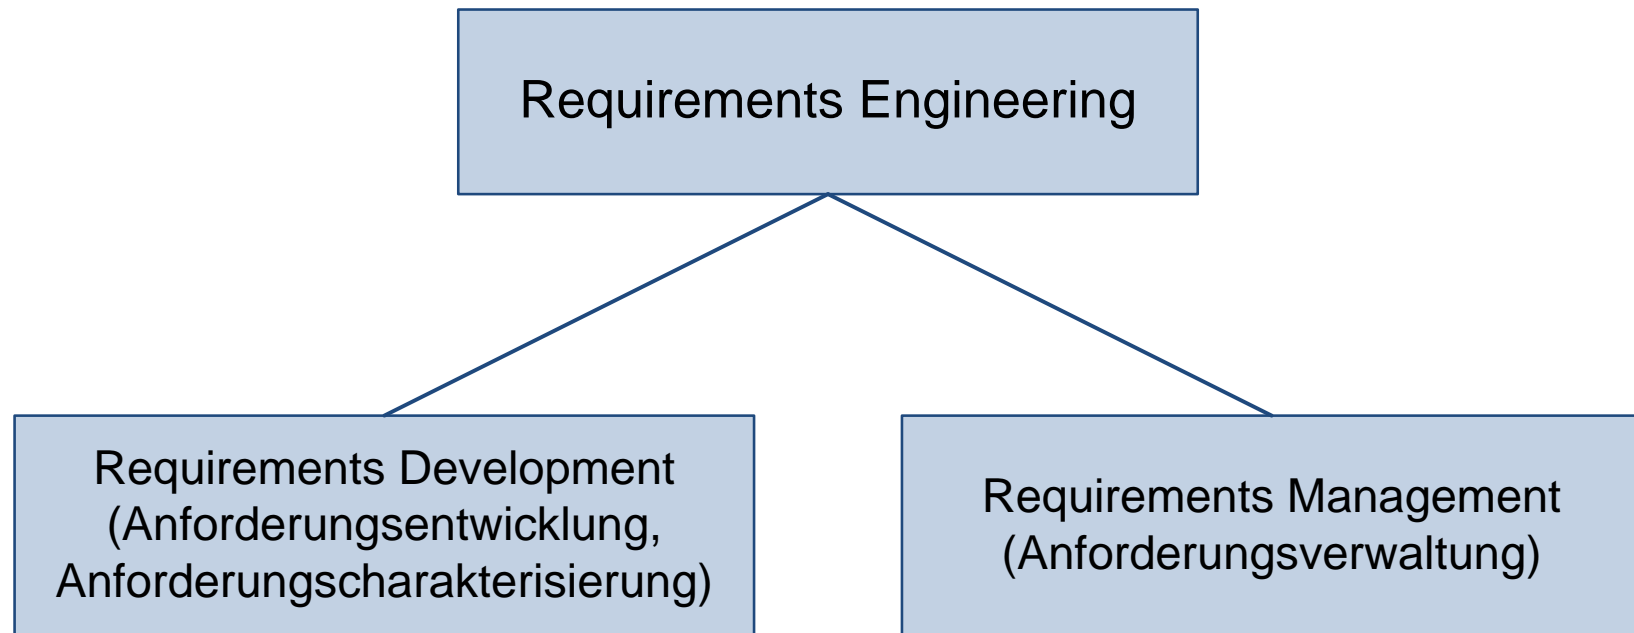 Requirements Engineering
Requirements Development
(Anforderungsentwicklung,
Anforderungscharakterisierung)
Requirements Management
(Anforderungsverwaltung)